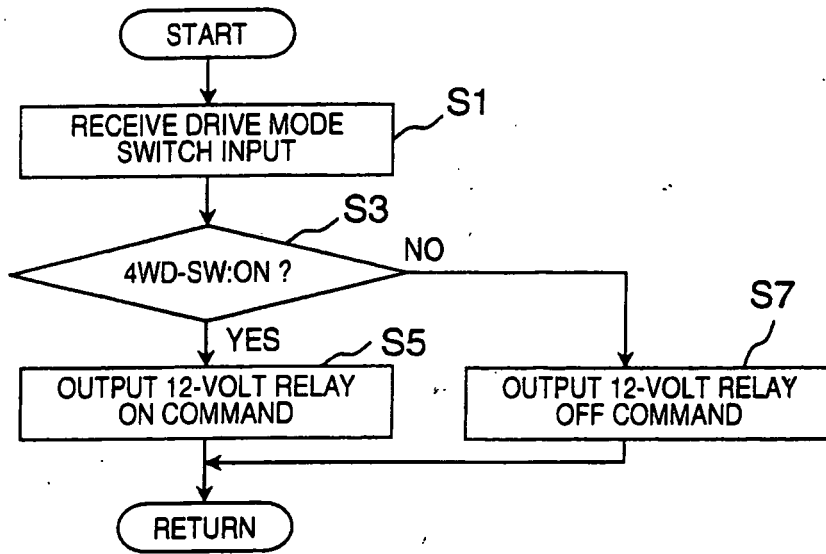 START
RECEIVE DRIVE MODE
SWITCH INPUT
S1
S3
4WD-SW:ON ?
NO
YES
S5
OUTPUT 12-VOLT RELAY
ON COMMAND
S7
OUTPUT 12-VOLT RELAY
OFF COMMAND
RETURN